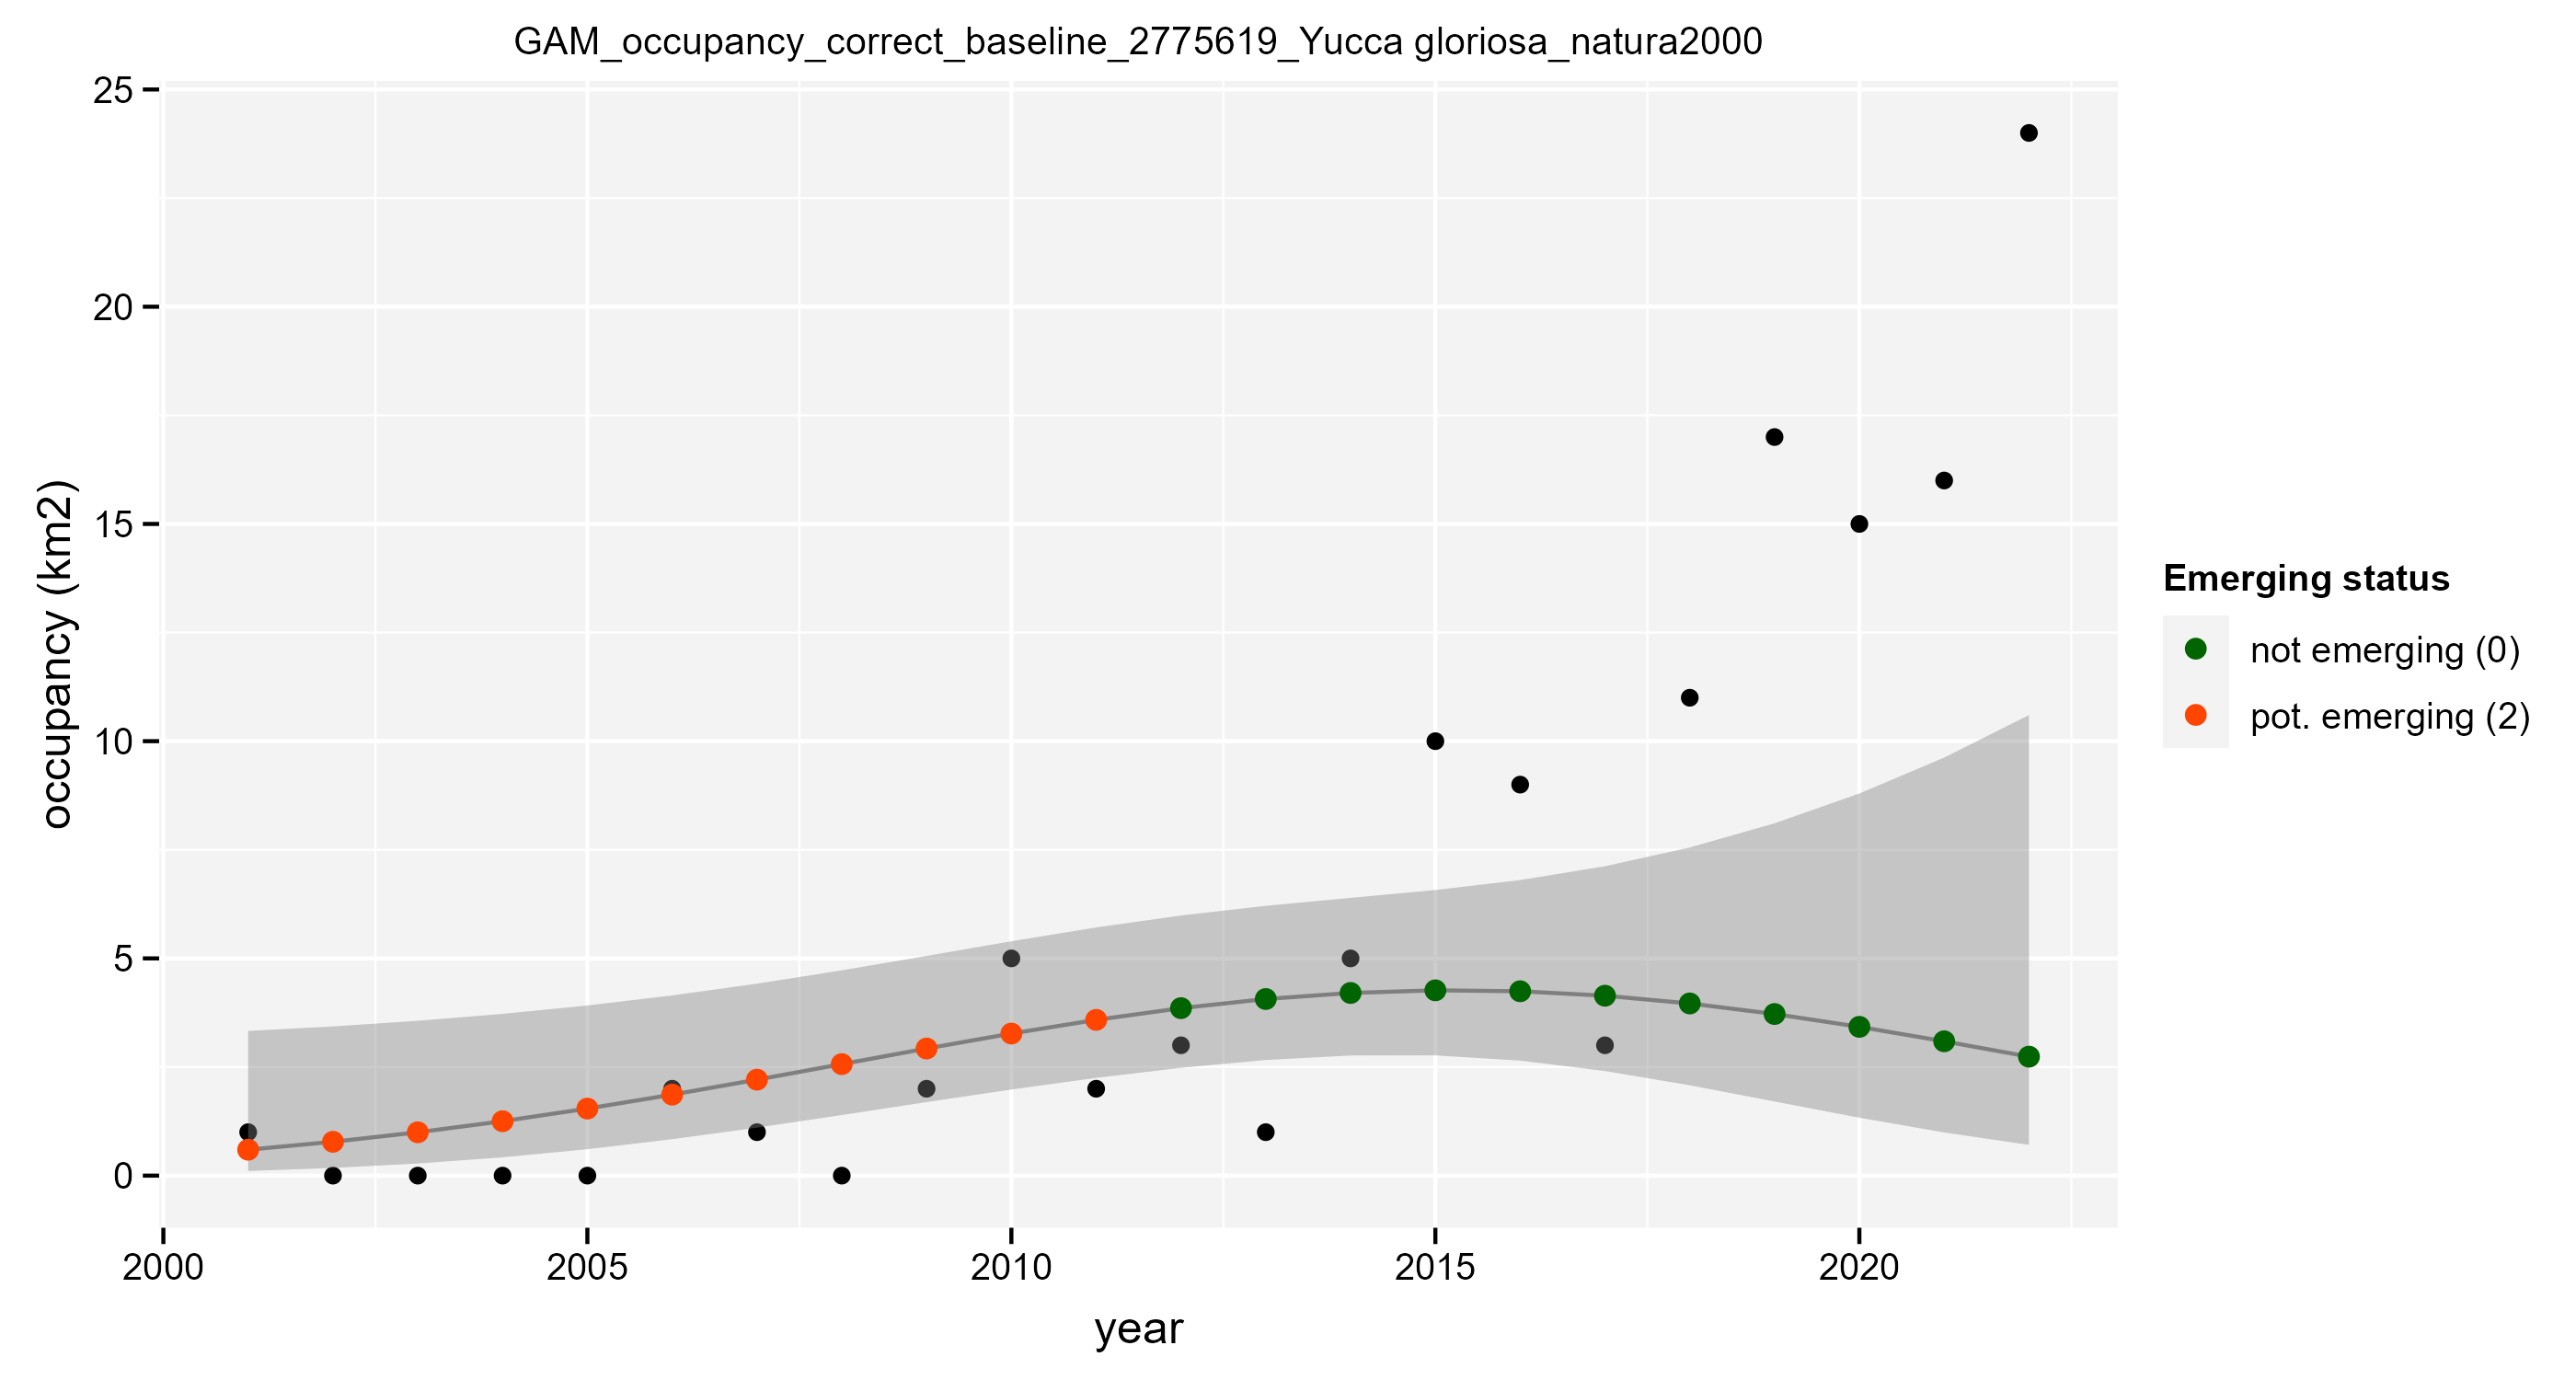 GAM_occupancy_correct_baseline_2775619_Yucca gloriosa_natura2000
25
20
15
10
5
0
occupancy (km2)
2000 2005 2010 2015 2020
year
Emerging status
not emerging (0)
pot. emerging (2)